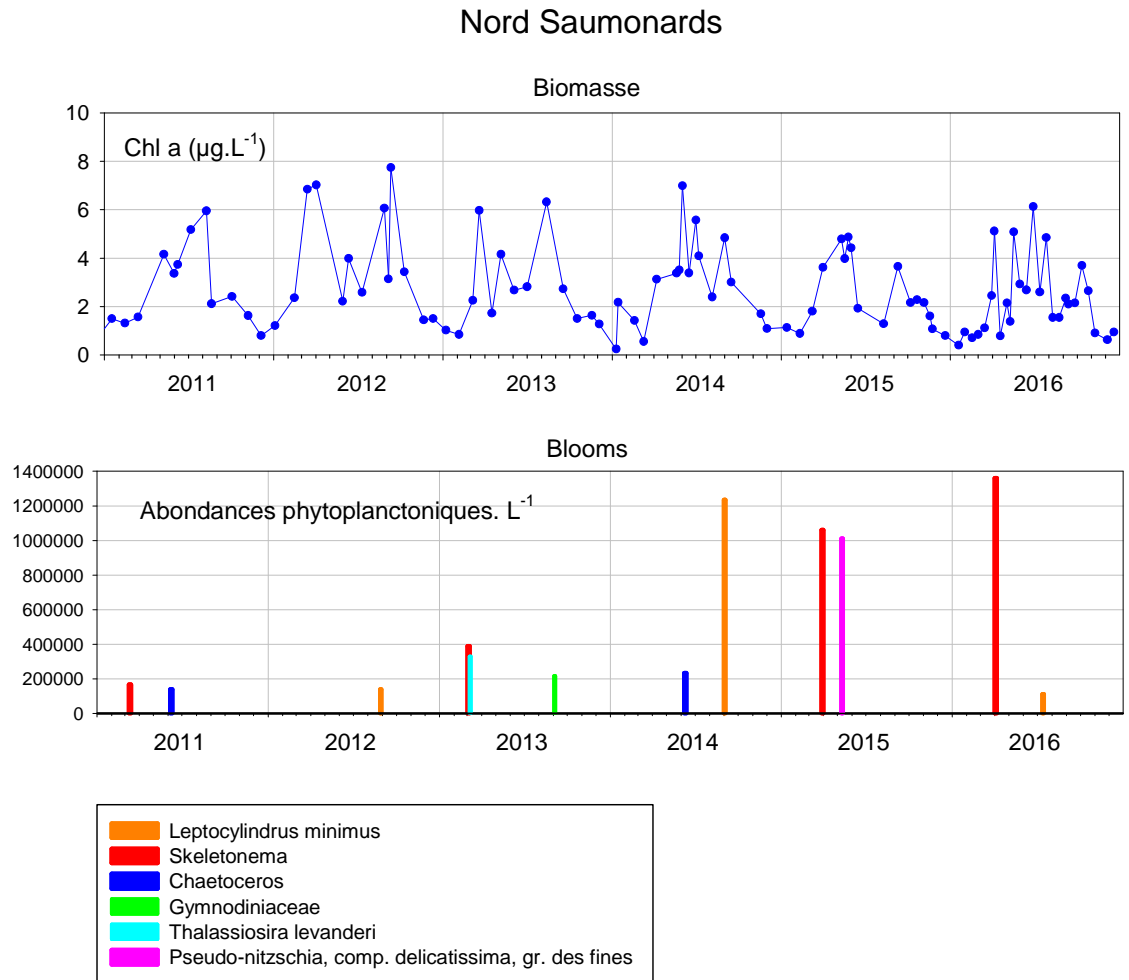 Nord Saumonards
Biomasse
10
Chl a (µg.L⁻¹)
8
6
4
2
0
2011 2012 2013 2014 2015 2016
Blooms
1400000
1200000
Abondances phytoplanctoniques. L⁻¹
1000000
800000
600000
400000
200000
0
2011 2012 2013 2014 2015 2016
Leptocylindrus minimus
Skeletonema
Chaetoceros
Gymnodiniaceae
Thalassiosira levanderi
Pseudo-nitzschia, comp. delicatissima, gr. des fines